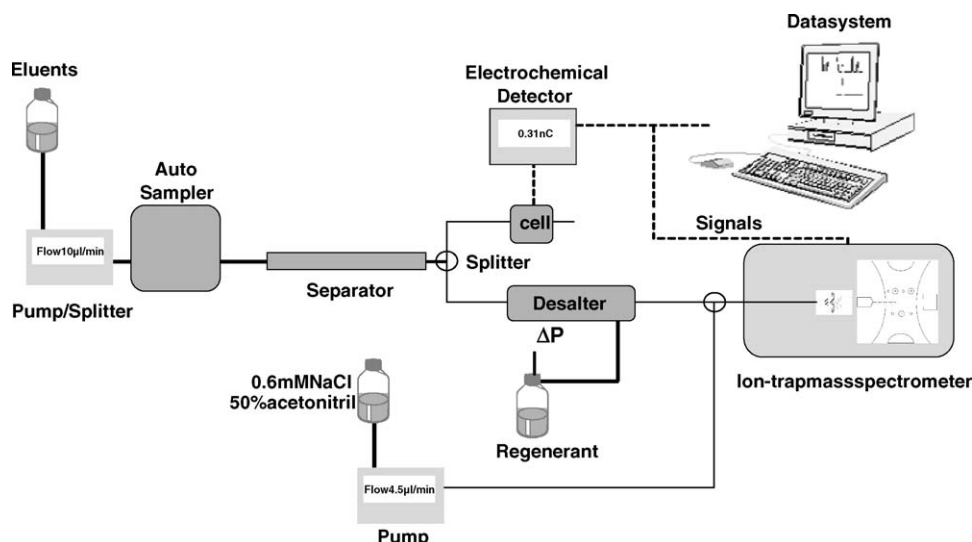 Datasystem
Eluents
Electrochemical
Detector
0.31nC
Auto
Sampler
cell
Signals
Flow10µl/min
Splitter
Separator
Pump/Splitter
Desalter
ΔP
0.6mMNaCl
50%acetonitril
Ion-trapmassspectrometer
Regenerant
Flow4.5µl/min
Pump